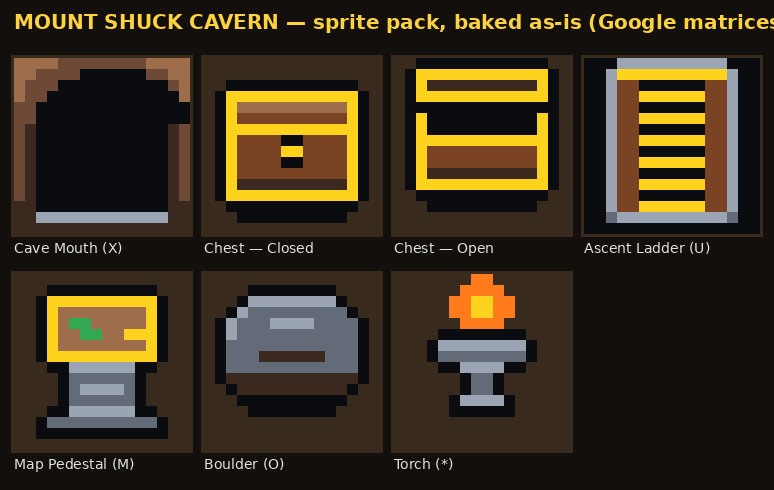 MOUNT SHUCK CAVERN — sprite pack, baked as-is (Google matrices
Cave Mouth (X)
Chest — Closed
Chest — Open
Ascent Ladder (U)
Map Pedestal (M)
Boulder (O)
Torch (*)